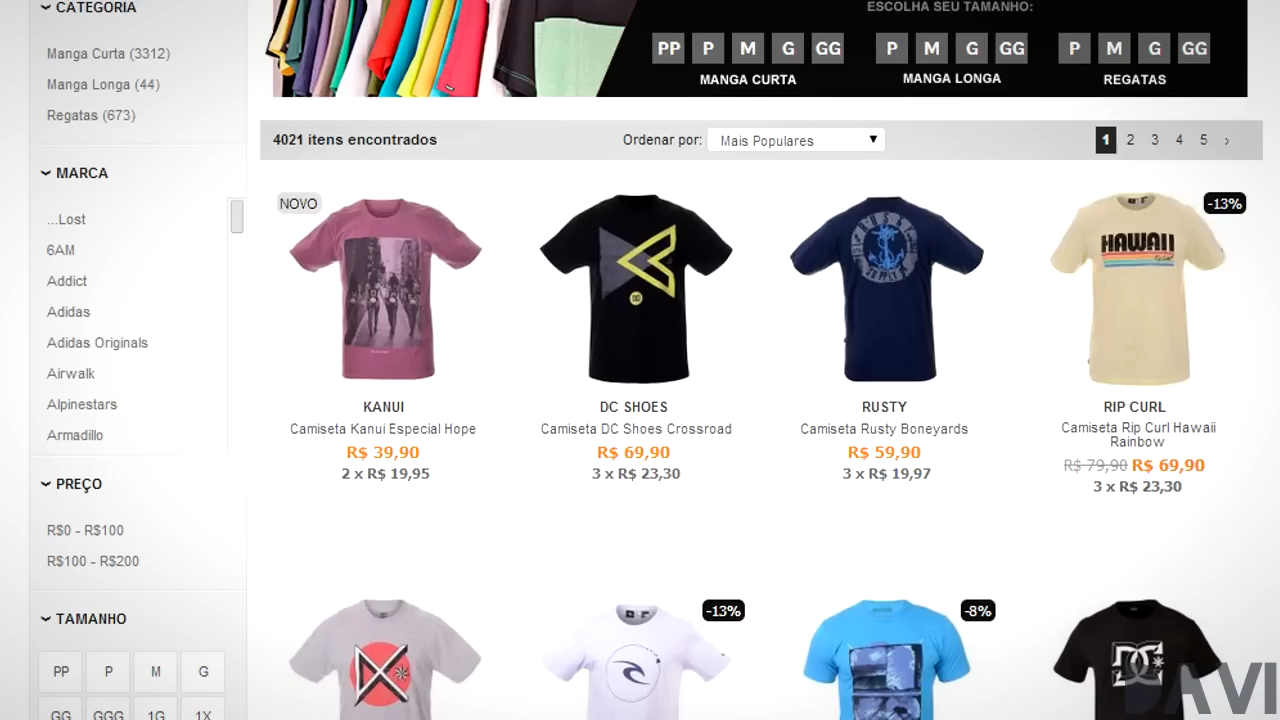 CATEGORIA
Manga Curta (3312)
Manga Longa (44)
Regatas (673)
MARCA
...Lost
6AM
Addict
Adidas
Adidas Originals
Airwalk
Alpinestars
Armadillo
PREÇO
R$0 - R$100
R$100 - R$200
TAMANHO
PP P M G
GG GGG 1G 1X
ESCOLHA SEU TAMANHO:
PP P M G GG
MANGA CURTA
P M G GG
MANGA LONGA
P M G GG
REGATAS
4021 itens encontrados
Ordenar por: Mais Populares
1 2 3 4 5 ›
NOVO
-13%
HAWAII
KANUI
Camiseta Kanui Especial Hope
R$ 39,90
2 x R$ 19,95
DC SHOES
Camiseta DC Shoes Crossroad
R$ 69,90
3 x R$ 23,30
RUSTY
Camiseta Rusty Boneyards
R$ 59,90
3 x R$ 19,97
RIP CURL
Camiseta Rip Curl Hawaii
Rainbow
R$ 79,90 R$ 69,90
3 x R$ 23,30
-13%
-8%
DC
DAVI